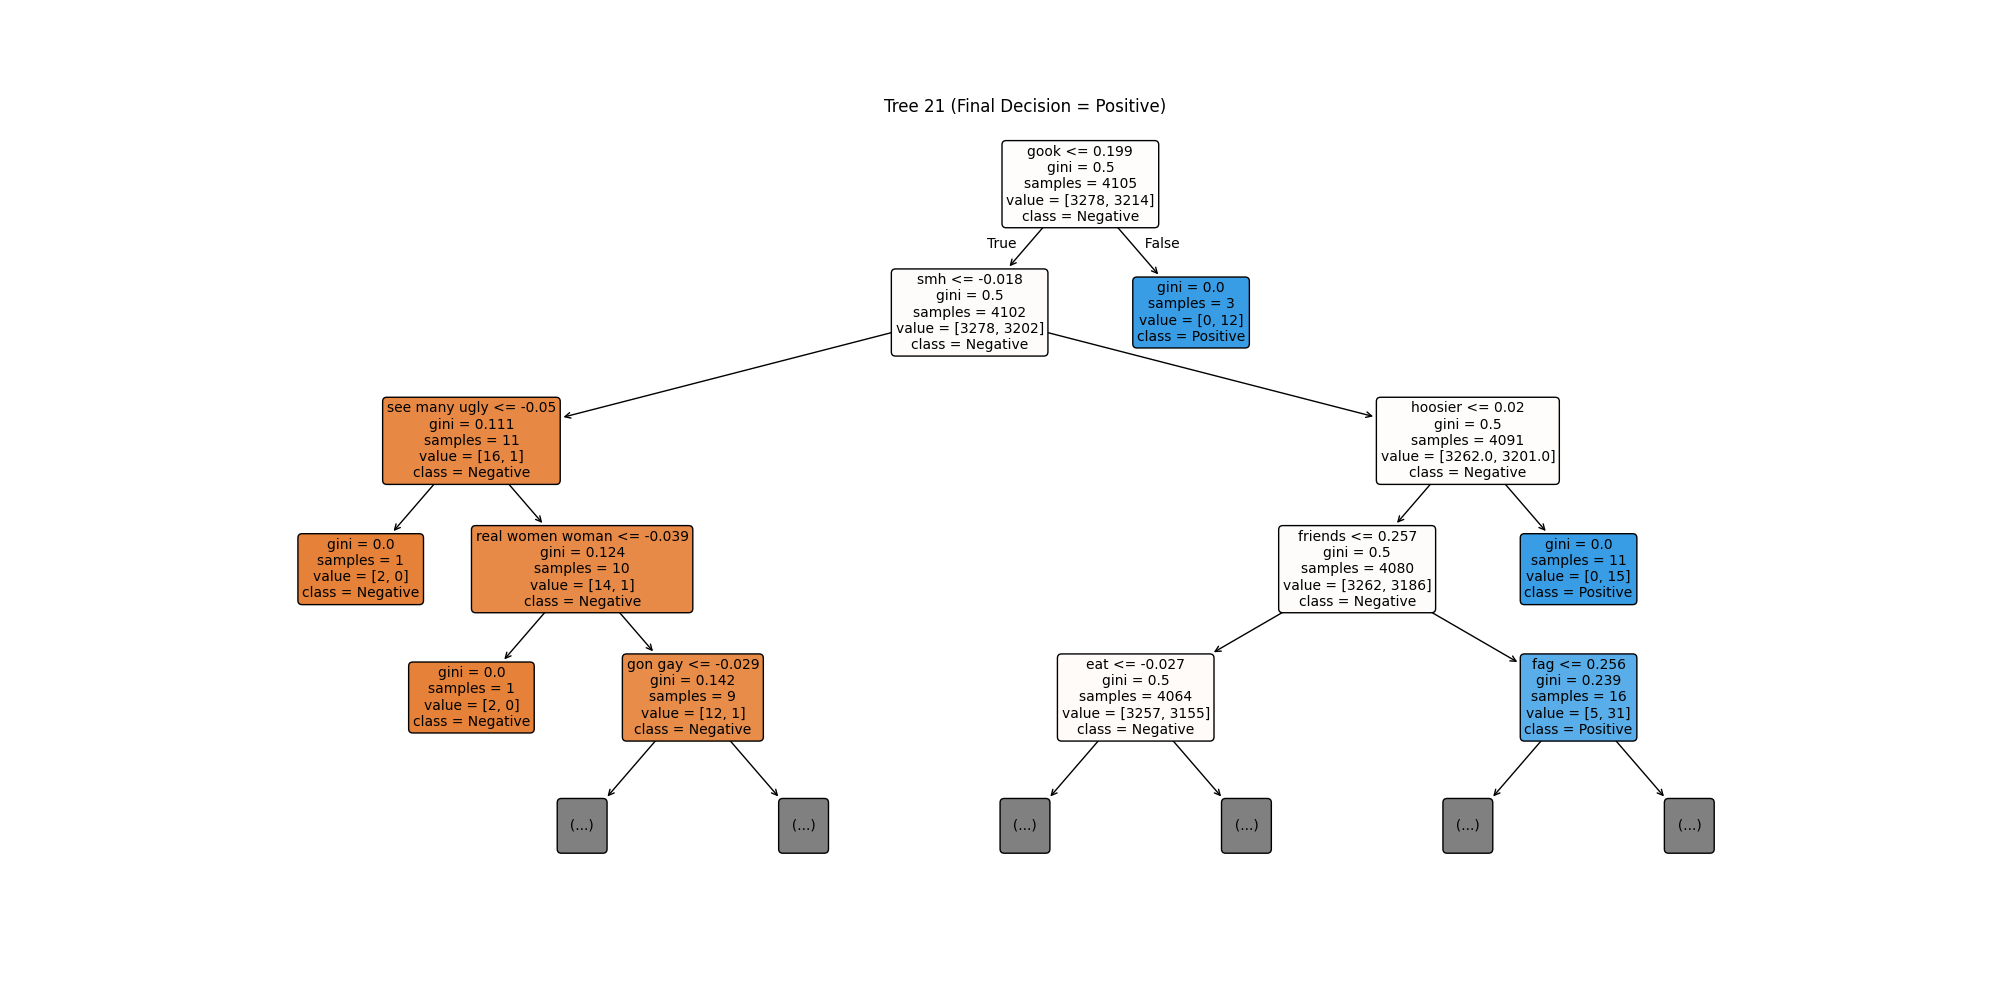 Tree 21 (Final Decision = Positive)
gook <= 0.199
gini = 0.5
samples = 4105
value = [3278, 3214]
class = Negative
True
False
smh <= -0.018
gini = 0.5
samples = 4102
value = [3278, 3202]
class = Negative
gini = 0.0
samples = 3
value = [0, 12]
class = Positive
see many ugly <= -0.05
gini = 0.111
samples = 11
value = [16, 1]
class = Negative
hoosier <= 0.02
gini = 0.5
samples = 4091
value = [3262.0, 3201.0]
class = Negative
gini = 0.0
samples = 1
value = [2, 0]
class = Negative
real women woman <= -0.039
gini = 0.124
samples = 10
value = [14, 1]
class = Negative
friends <= 0.257
gini = 0.5
samples = 4080
value = [3262, 3186]
class = Negative
gini = 0.0
samples = 11
value = [0, 15]
class = Positive
gini = 0.0
samples = 1
value = [2, 0]
class = Negative
gon gay <= -0.029
gini = 0.142
samples = 9
value = [12, 1]
class = Negative
eat <= -0.027
gini = 0.5
samples = 4064
value = [3257, 3155]
class = Negative
fag <= 0.256
gini = 0.239
samples = 16
value = [5, 31]
class = Positive
(...)
(...)
(...)
(...)
(...)
(...)